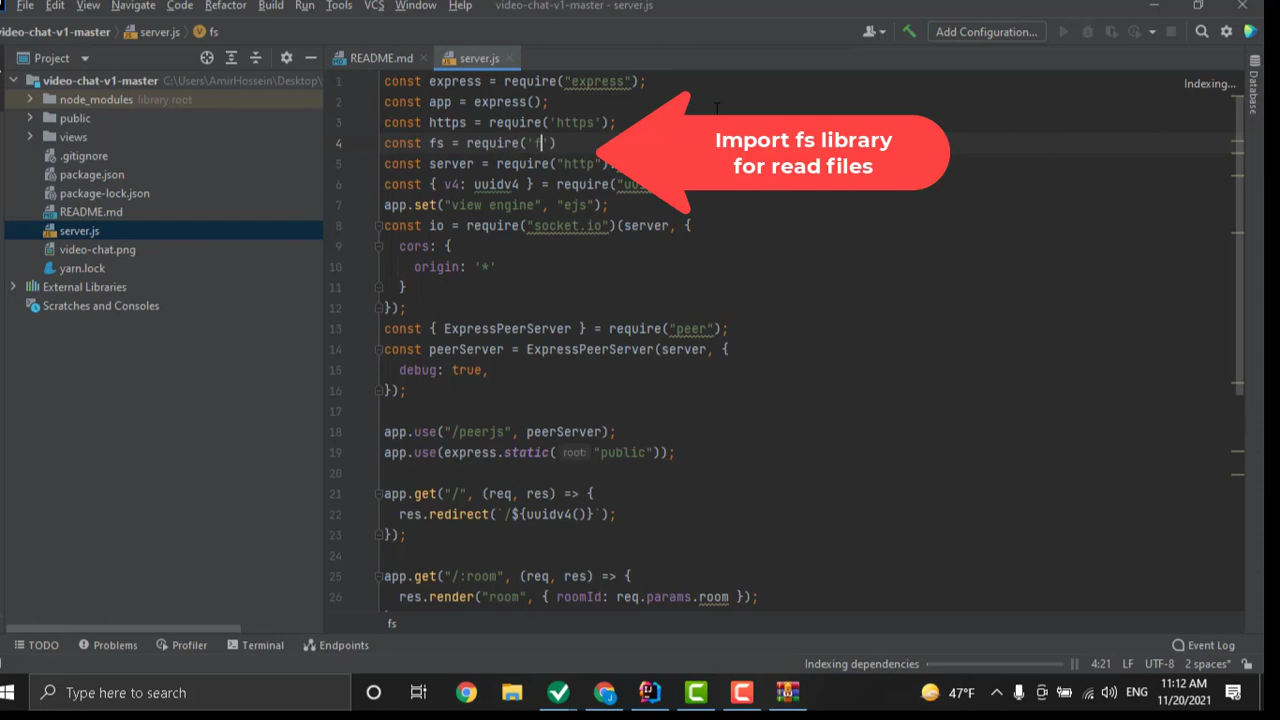 File Edit View Navigate Code Refactor Build Run Tools VCS Window Help video-chat-v1-master - server.js
video-chat-v1-master server.js fs Add Configuration...
Project README.md server.js
video-chat-v1-master C:\Users\AmirHossein\Desktop\
node_modules library root
public
views
.gitignore
package.json
package-lock.json
README.md
server.js
video-chat.png
yarn.lock
External Libraries
Scratches and Consoles
1 const express = require("express");
2 const app = express();
3 const https = require('https');
4 const fs = require('f')
5 const server = require("http")
6 const { v4: uuidv4 } = require(
7 app.set("view engine", "ejs");
8 const io = require("socket.io")(server, {
9 cors: {
10 origin: '*'
11 }
12 });
13 const { ExpressPeerServer } = require("peer");
14 const peerServer = ExpressPeerServer(server, {
15 debug: true,
16 });
17
18 app.use("/peerjs", peerServer);
19 app.use(express.static( root: "public"));
20
21 app.get("/", (req, res) => {
22 res.redirect(`/${uuidv4()}`);
23 });
24
25 app.get("/:room", (req, res) => {
26 res.render("room", { roomId: req.params.room });
Import fs library
for read files
Indexing...
Database
fs
TODO Problems Profiler Terminal Endpoints Event Log
Indexing dependencies 4:21 LF UTF-8 2 spaces*
Type here to search 47°F ENG 11:12 AM
11/20/2021